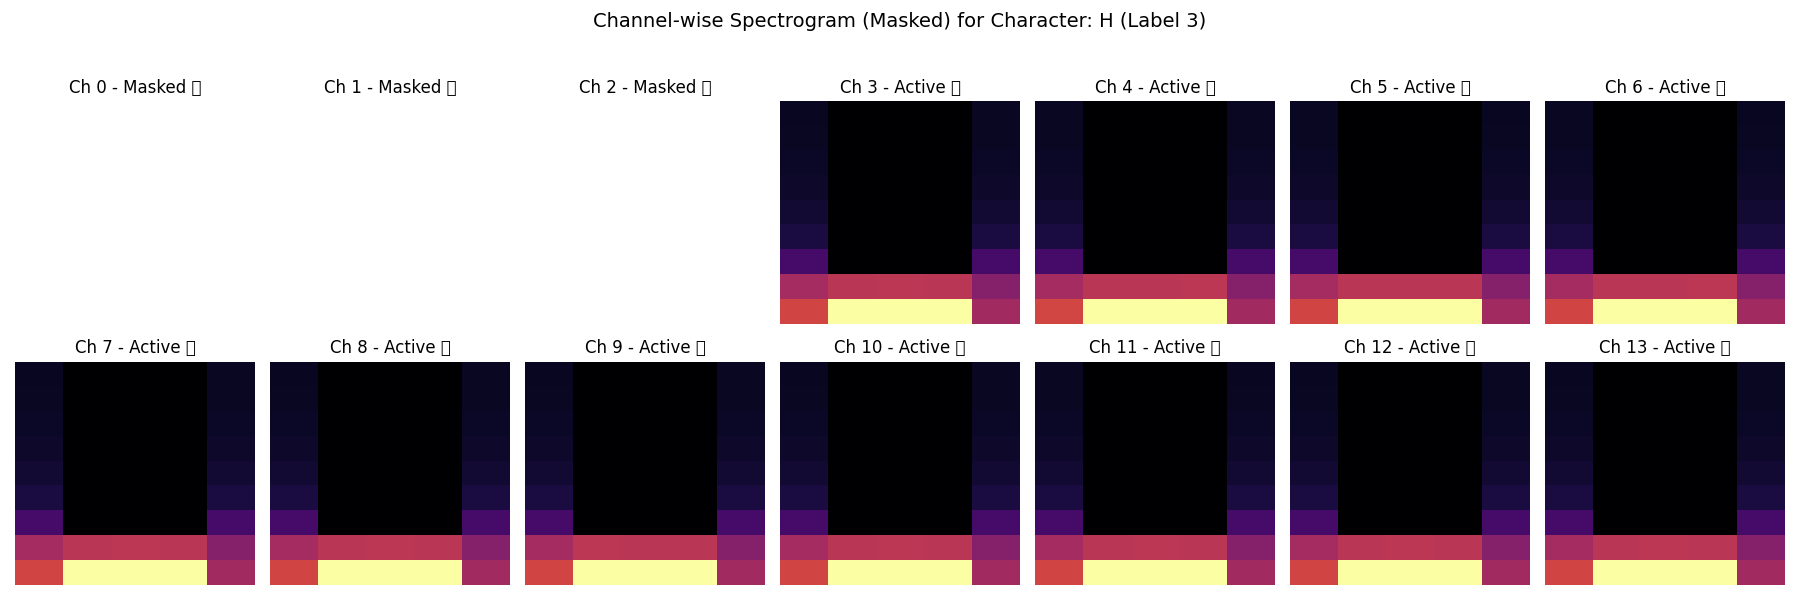 Channel-wise Spectrogram (Masked) for Character: H (Label 3)
Ch 0 - Masked
Ch 1 - Masked
Ch 2 - Masked
Ch 3 - Active
Ch 4 - Active
Ch 5 - Active
Ch 6 - Active
Ch 7 - Active
Ch 8 - Active
Ch 9 - Active
Ch 10 - Active
Ch 11 - Active
Ch 12 - Active
Ch 13 - Active